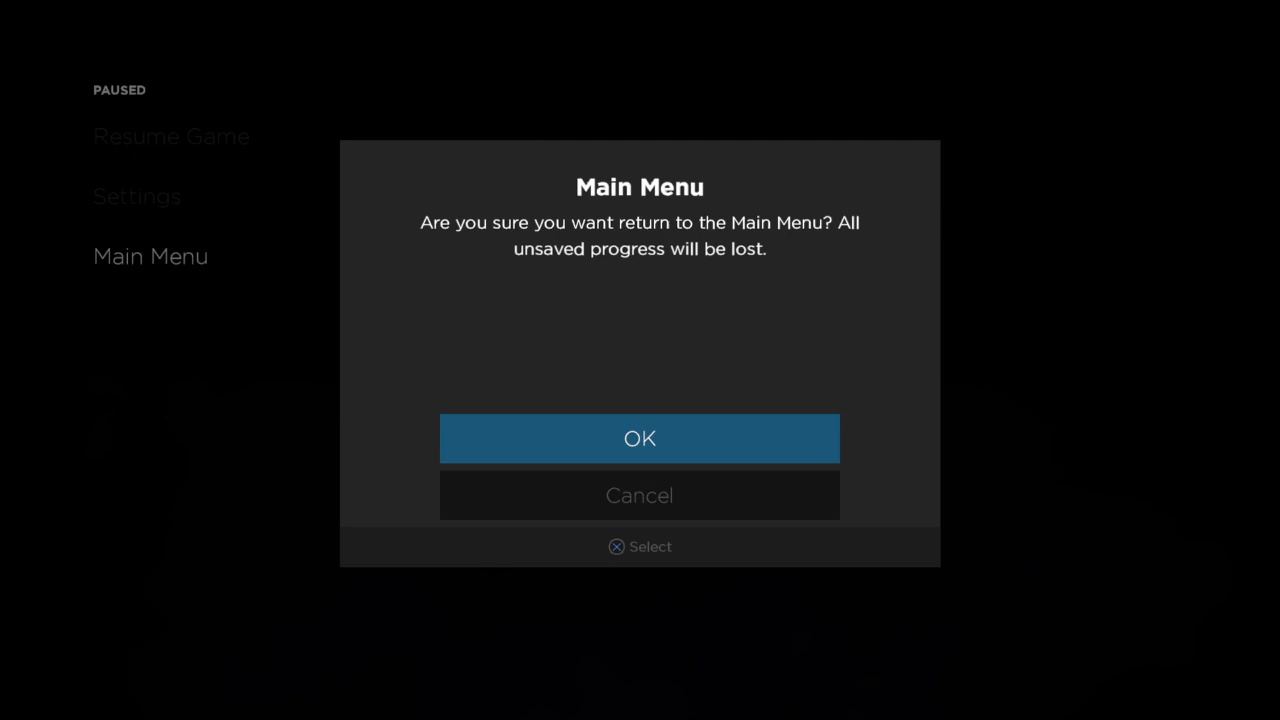 PAUSED
Resume Game
Settings
Main Menu
Main Menu
Are you sure you want return to the Main Menu? All
unsaved progress will be lost.
OK
Cancel
Select